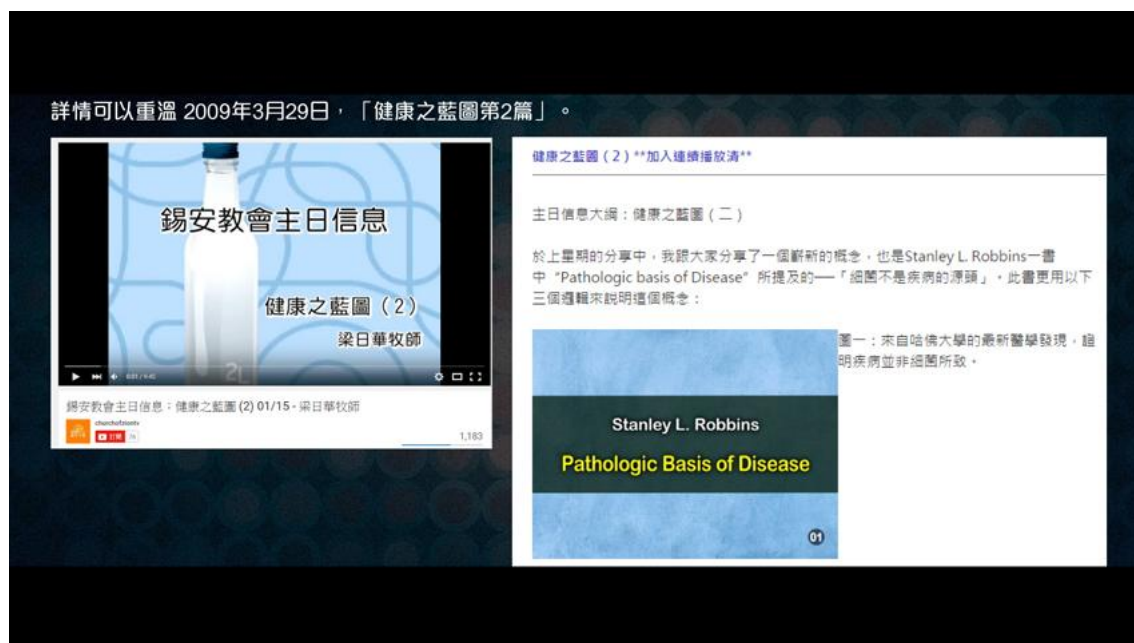 詳情可以重溫 2009年3月29日，「健康之藍圖第2篇」。
錫安教會主日信息
健康之藍圖（2）
梁日華牧師
2L
0:01 / 4:42
錫安教會主日信息：健康之藍圖 (2) 01/15 - 梁日華牧師
churchofziontv
訂閱
1,183
健康之藍圖（2）**加入連續播放清**
主日信息大綱：健康之藍圖（二）
於上星期的分享中，我跟大家分享了一個嶄新的概念，也是Stanley L. Robbins一書
中 “Pathologic basis of Disease” 所提及的──「細菌不是疾病的源頭」。此書更用以下
三個邏輯來說明這個概念：
圖一：來自哈佛大學的最新醫學發現，證
明疾病並非細菌所致。
Stanley L. Robbins
Pathologic Basis of Disease
01